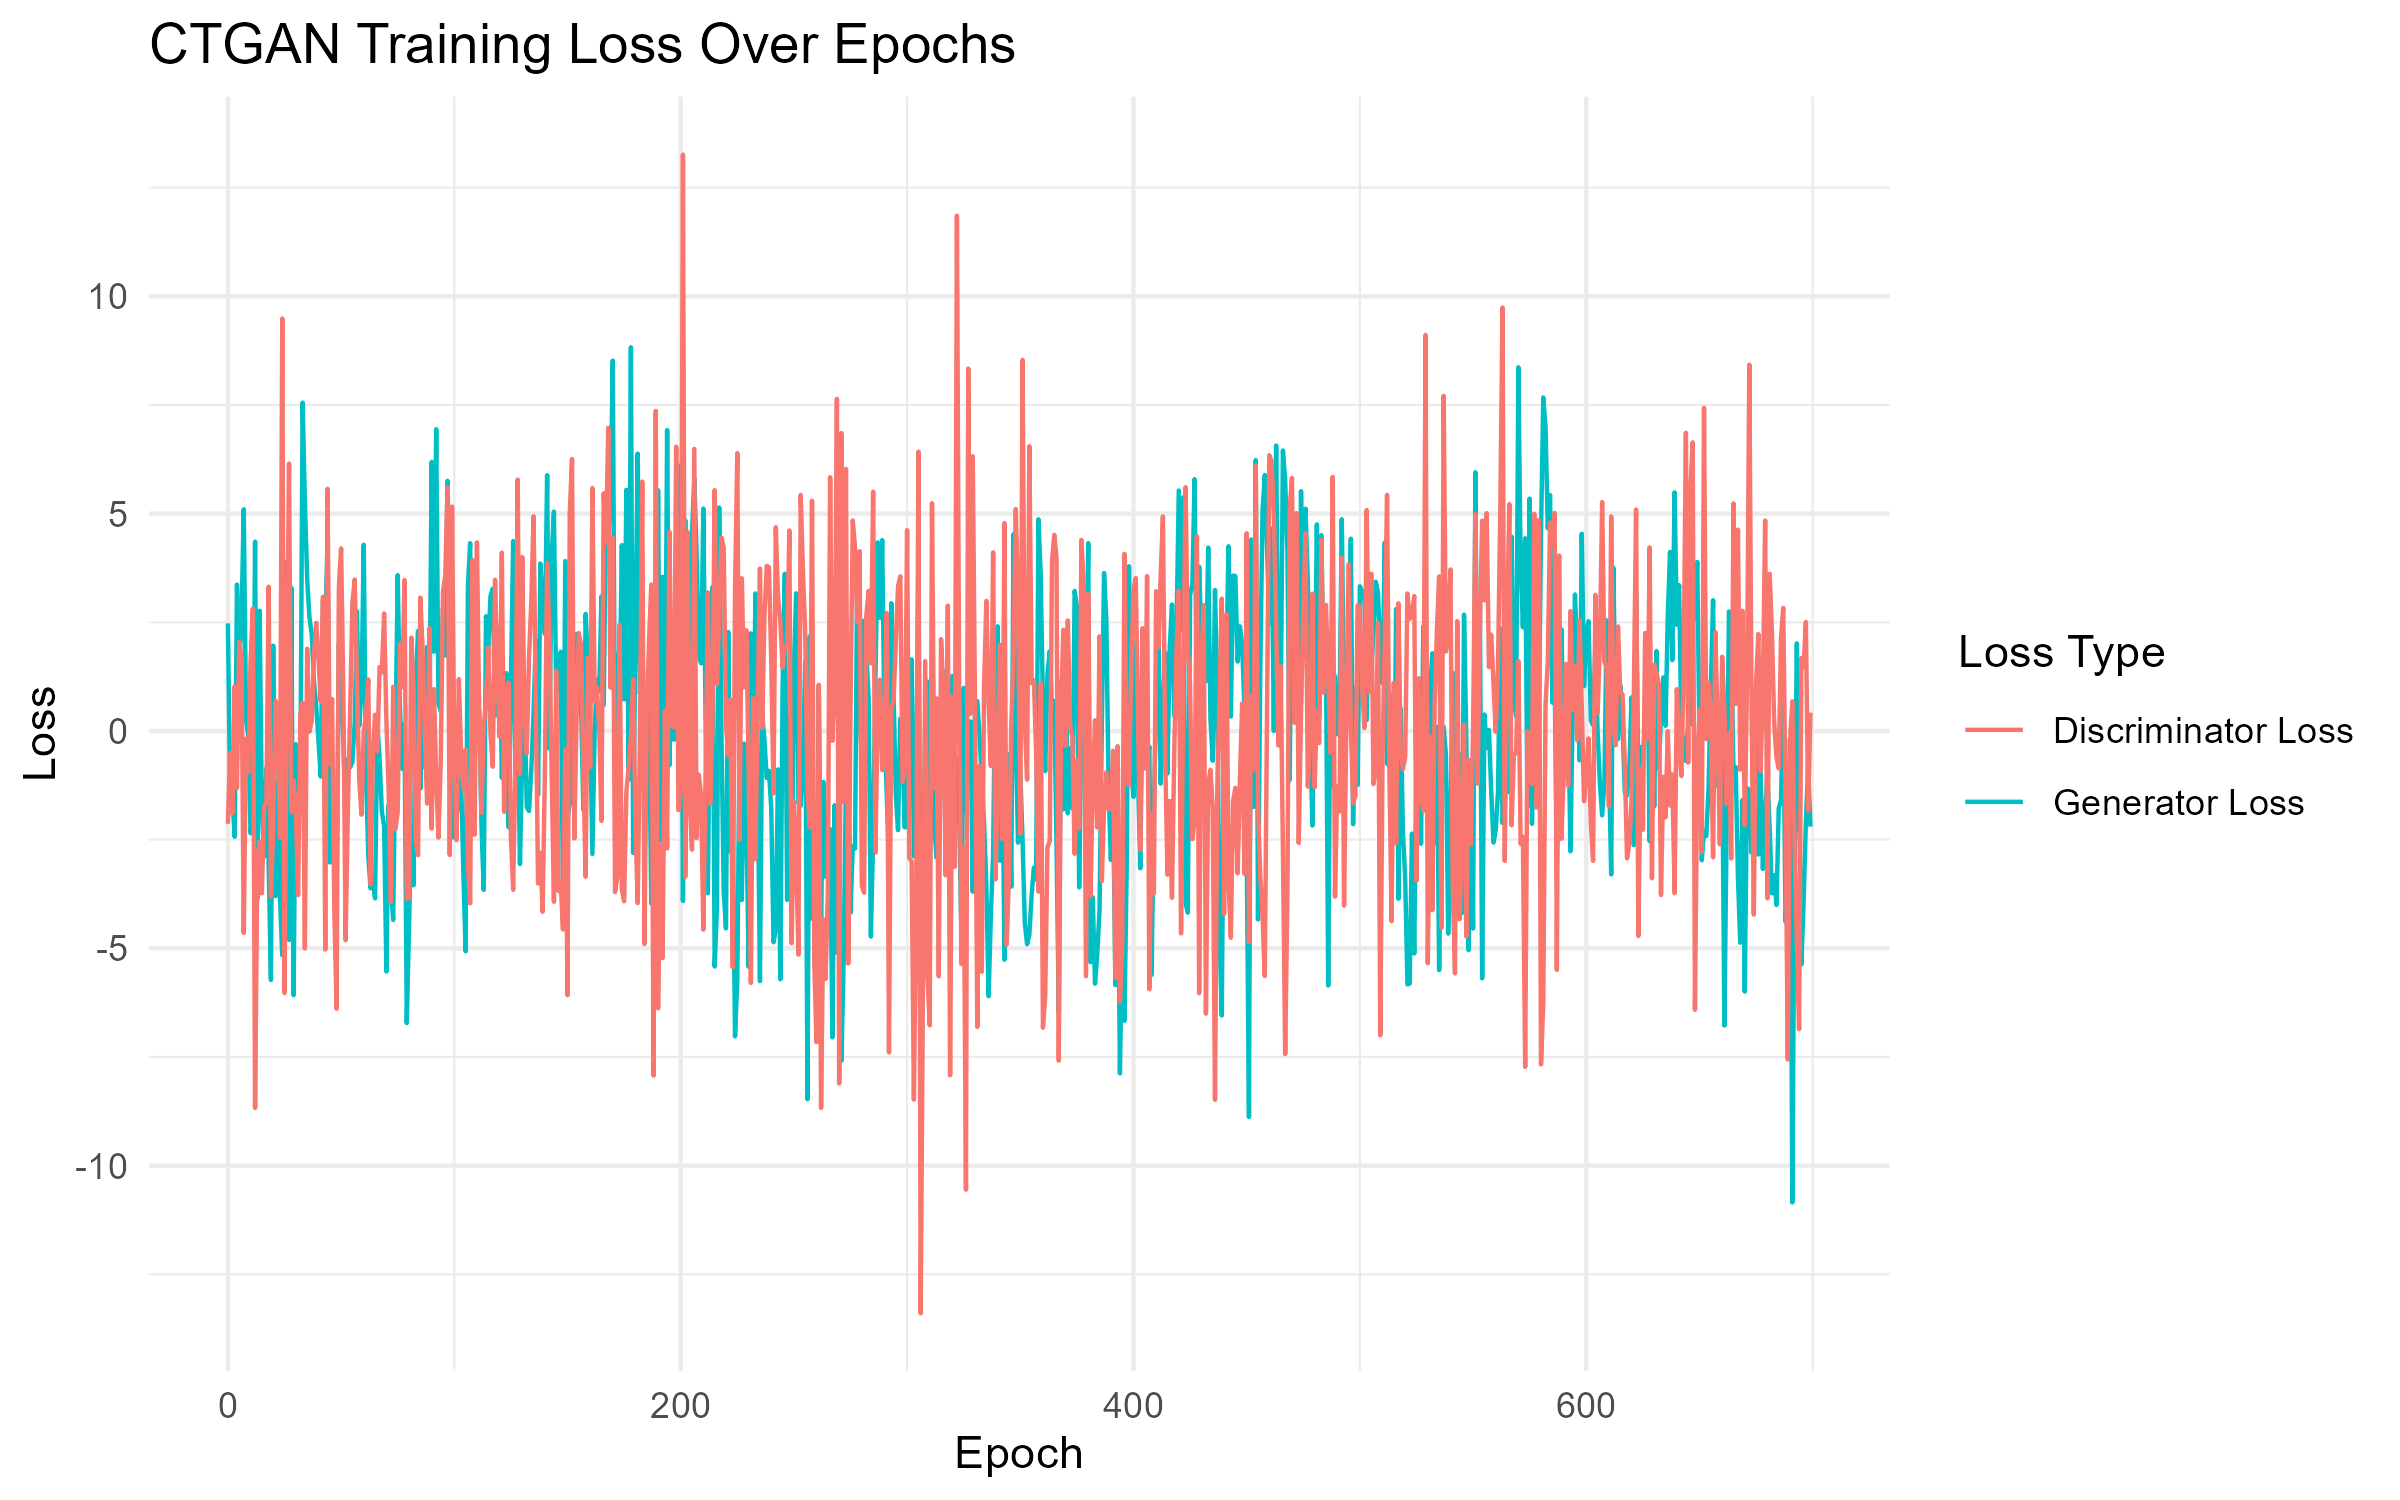 CTGAN Training Loss Over Epochs
Loss
10
5
0
-5
-10
0 200 400 600
Epoch
Loss Type
Discriminator Loss
Generator Loss